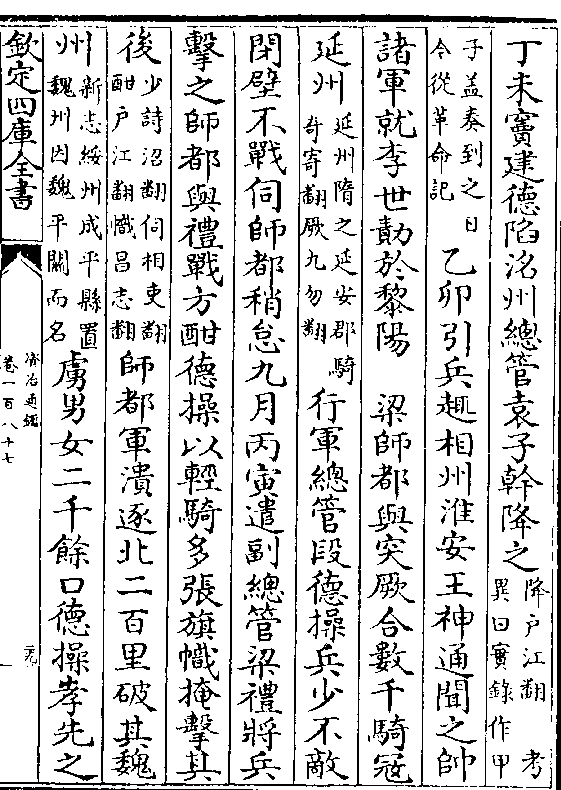 丁未竇建德陷洺州總管袁子幹降之降户江翻 考異曰實録作甲
子蓋奏到之日今從革命記乙卯引兵趣相州淮安王神通聞之帥
諸軍就李世勣於黎陽 梁師都與突厥合數千騎寇
延州延州隋之延安郡騎奇寄翻厥九勿翻行軍總管段德操兵少不敵
閉壁不戰伺師都稍怠九月丙寅遣副總管梁禮將兵
擊之師都與禮戰方酣德操以輕騎多張旗幟掩擊其
後少詩沼翻伺相吏翻酣户江翻幟昌志翻師都軍潰逐北二百里破其魏
州新志綏州成平縣置魏州因魏平關而名虜男女二千餘口德操孝先之
欽定四庫全書
資治通鑑
卷一百八十七